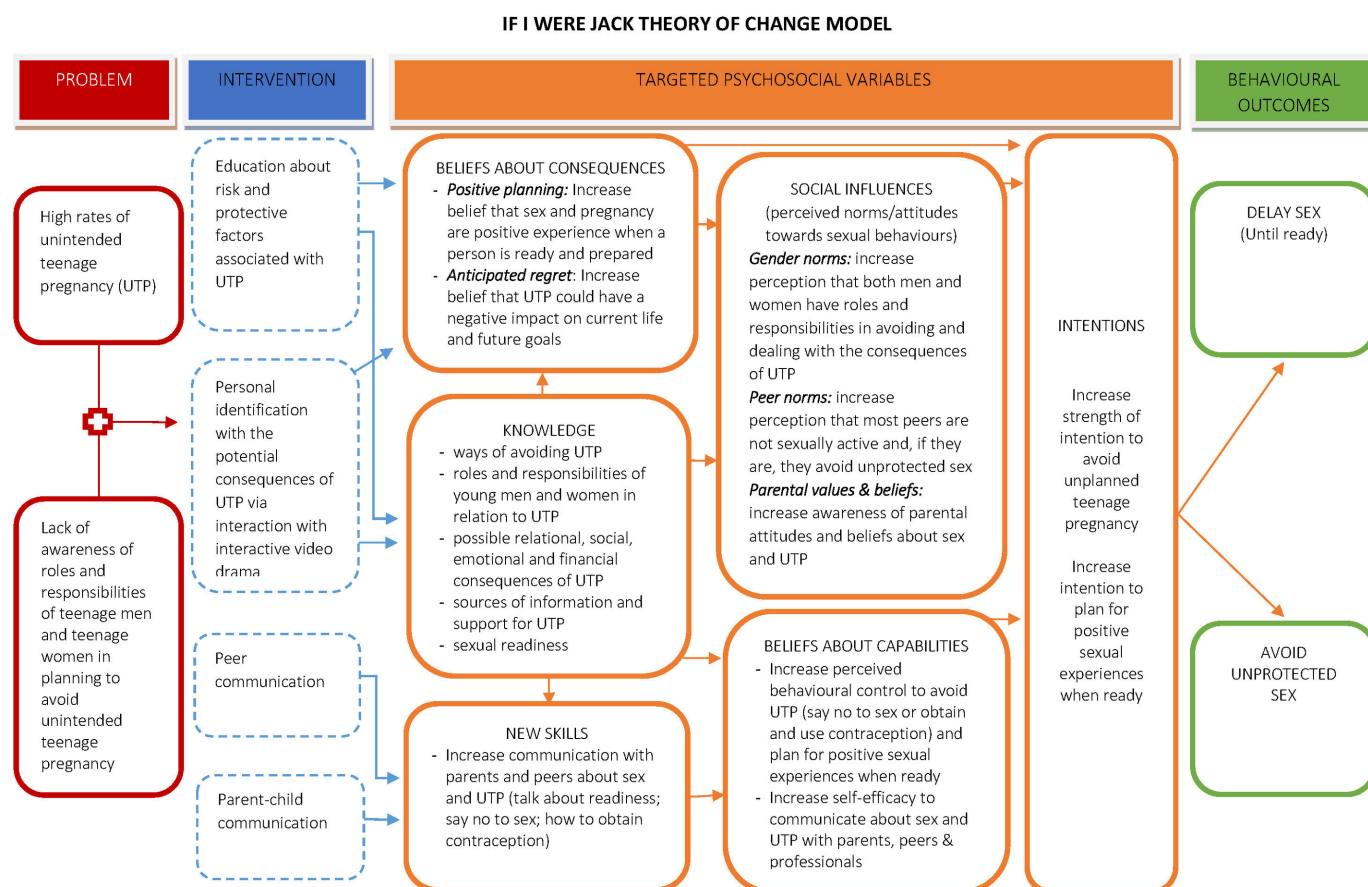 IF I WERE JACK THEORY OF CHANGE MODEL
PROBLEM
INTERVENTION
TARGETED PSYCHOSOCIAL VARIABLES
BEHAVIOURAL
OUTCOMES
High rates of
unintended
teenage
pregnancy (UTP)
Lack of
awareness of
roles and
responsibilities
of teenage men
and teenage
women in
planning to
avoid
unintended
teenage
pregnancy
Education about
risk and
protective
factors
associated with
UTP
Personal
identification
with the
potential
consequences of
UTP via
interaction with
interactive video
drama
Peer
communication
Parent-child
communication
BELIEFS ABOUT CONSEQUENCES
- Positive planning: Increase
belief that sex and pregnancy
are positive experience when a
person is ready and prepared
- Anticipated regret: Increase
belief that UTP could have a
negative impact on current life
and future goals
KNOWLEDGE
- ways of avoiding UTP
- roles and responsibilities of
young men and women in
relation to UTP
- possible relational, social,
emotional and financial
consequences of UTP
- sources of information and
support for UTP
- sexual readiness
NEW SKILLS
- Increase communication with
parents and peers about sex
and UTP (talk about readiness;
say no to sex; how to obtain
contraception)
SOCIAL INFLUENCES
(perceived norms/attitudes
towards sexual behaviours)
Gender norms: increase
perception that both men and
women have roles and
responsibilities in avoiding and
dealing with the consequences
of UTP
Peer norms: increase
perception that most peers are
not sexually active and, if they
are, they avoid unprotected sex
Parental values & beliefs:
increase awareness of parental
attitudes and beliefs about sex
and UTP
BELIEFS ABOUT CAPABILITIES
- Increase perceived
behavioural control to avoid
UTP (say no to sex or obtain
and use contraception) and
plan for positive sexual
experiences when ready
- Increase self-efficacy to
communicate about sex and
UTP with parents, peers &
professionals
INTENTIONS
Increase
strength of
intention to
avoid
unplanned
teenage
pregnancy
Increase
intention to
plan for
positive
sexual
experiences
when ready
DELAY SEX
(Until ready)
AVOID
UNPROTECTED
SEX